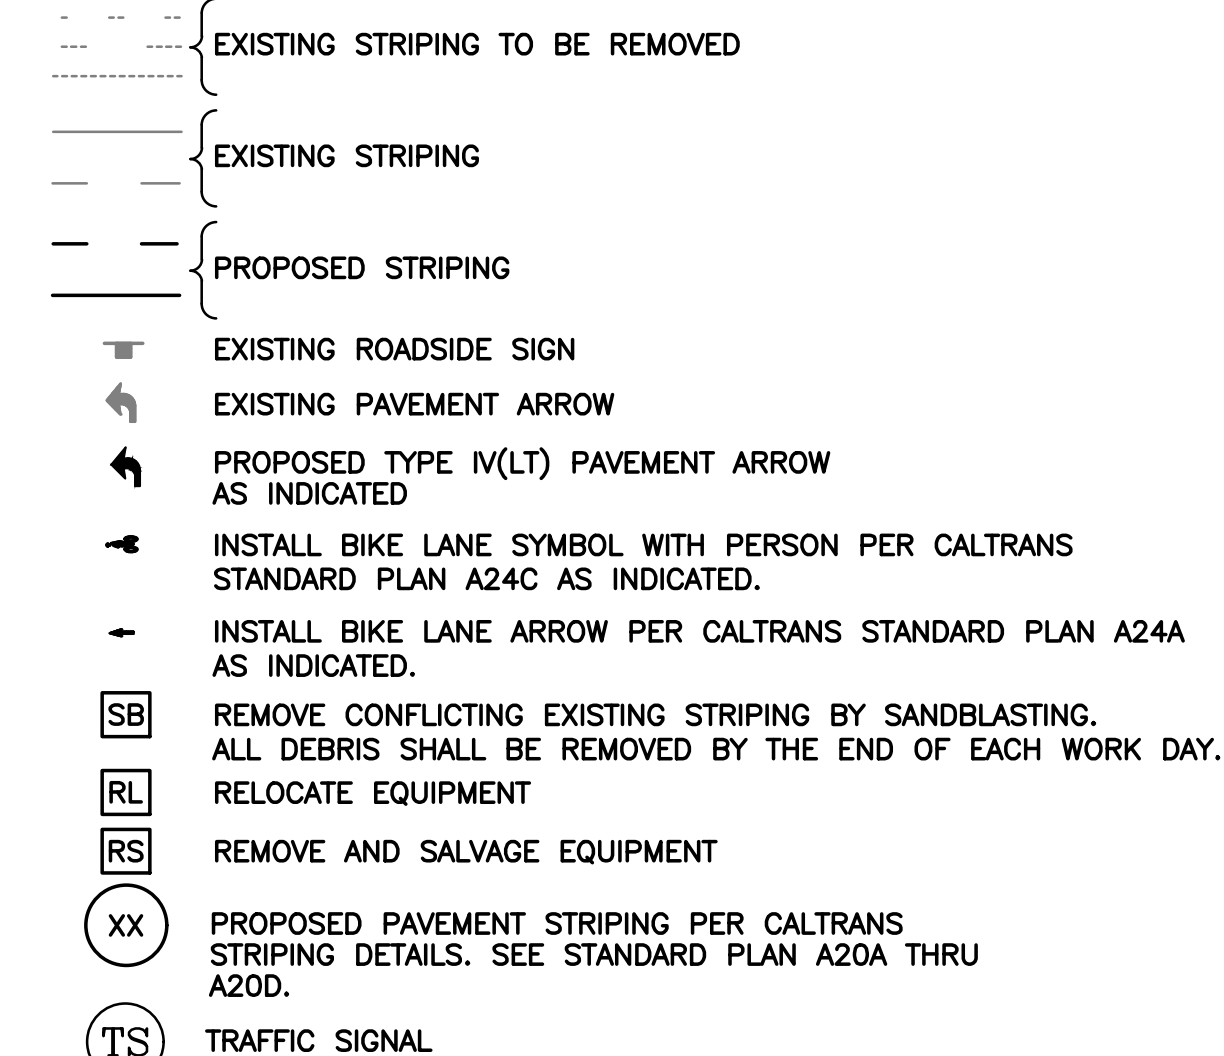 EXISTING STRIPING TO BE REMOVED
EXISTING STRIPING
PROPOSED STRIPING
EXISTING ROADSIDE SIGN
EXISTING PAVEMENT ARROW
PROPOSED TYPE IV(LT) PAVEMENT ARROW
AS INDICATED
INSTALL BIKE LANE SYMBOL WITH PERSON PER CALTRANS
STANDARD PLAN A24C AS INDICATED.
INSTALL BIKE LANE ARROW PER CALTRANS STANDARD PLAN A24A
AS INDICATED.
SB REMOVE CONFLICTING EXISTING STRIPING BY SANDBLASTING.
ALL DEBRIS SHALL BE REMOVED BY THE END OF EACH WORK DAY.
RL RELOCATE EQUIPMENT
RS REMOVE AND SALVAGE EQUIPMENT
XX PROPOSED PAVEMENT STRIPING PER CALTRANS
STRIPING DETAILS. SEE STANDARD PLAN A20A THRU
A20D.
TS TRAFFIC SIGNAL